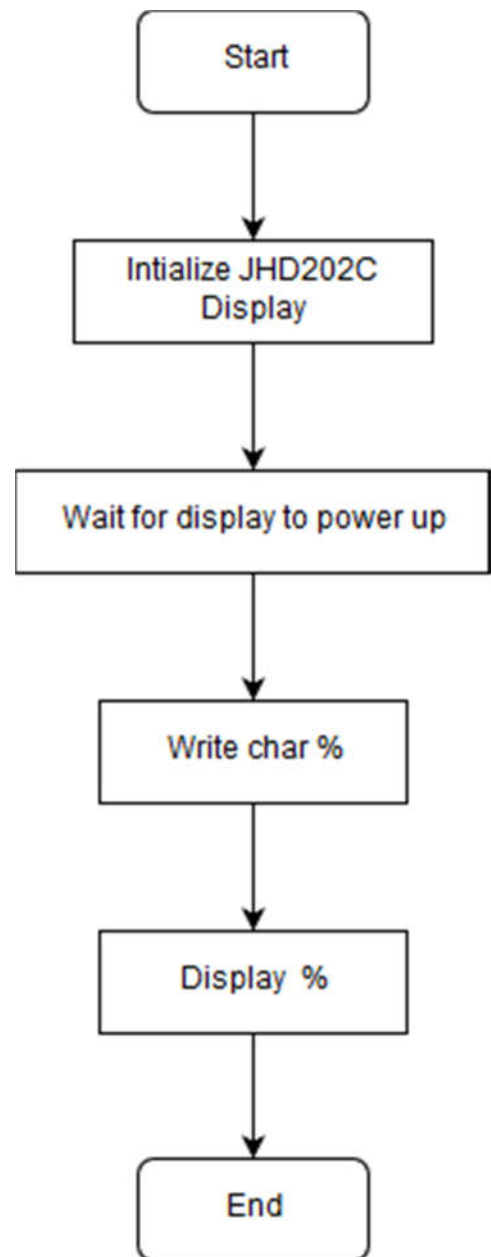 Start
Intialize JHD202C
Display
Wait for display to power up
Write char %
Display %
End